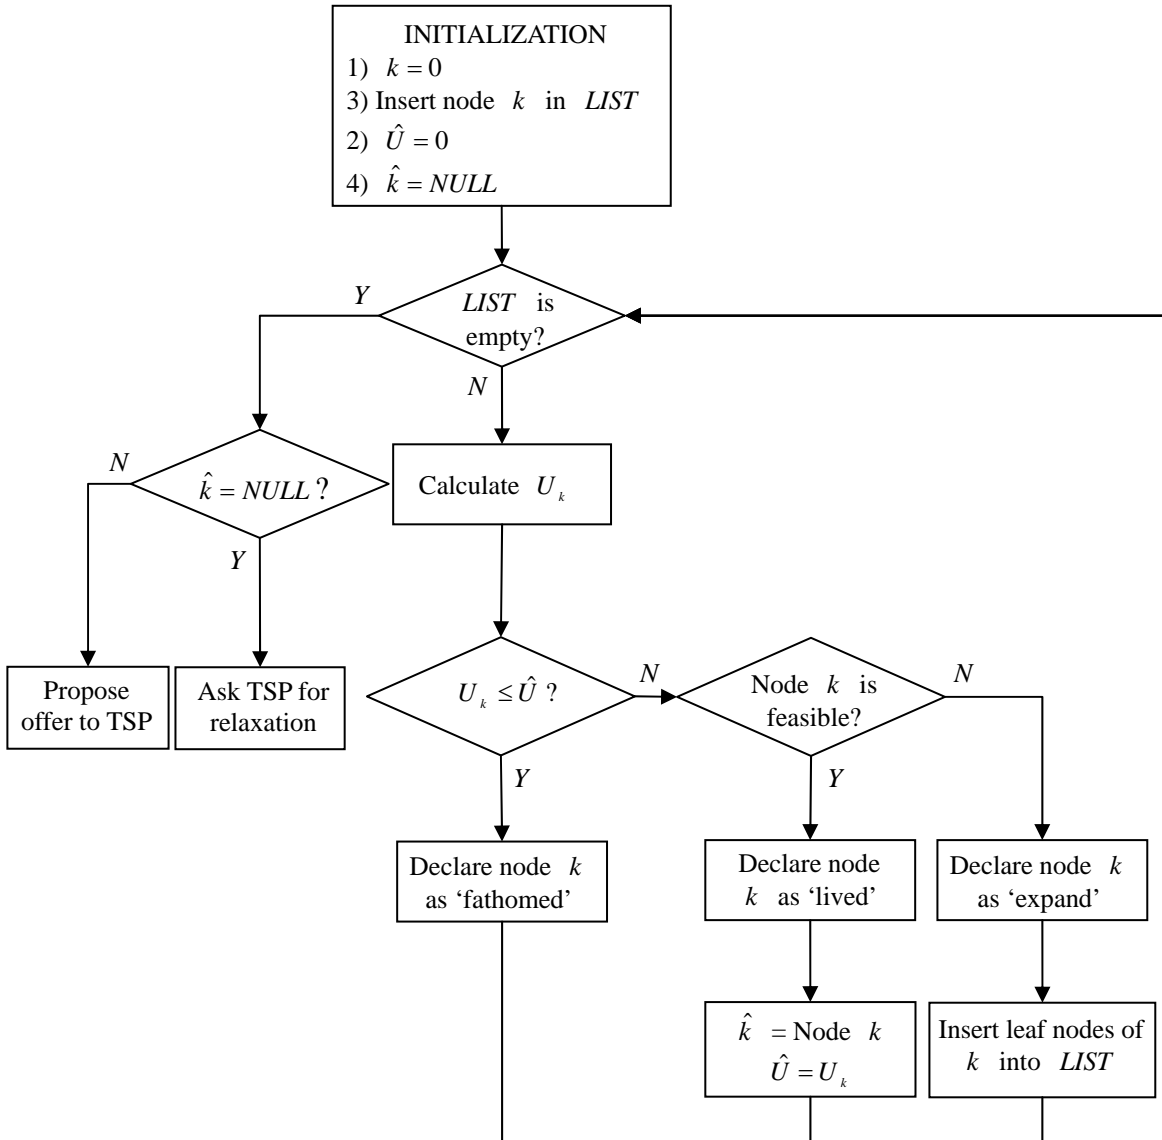 INITIALIZATION
1) k = 0
3) Insert node k in LIST
2) Û = 0
4) k̂ = NULL
Y
LIST is
empty?
N
N
k̂ = NULL ?
Calculate U_k
Y
Propose
offer to TSP
Ask TSP for
relaxation
U_k ≤ Û ?
N
Node k is
feasible?
N
Y
Y
Declare node k
as ‘fathomed’
Declare node
k as ‘lived’
Declare node k
as ‘expand’
k̂ = Node k
Û = U_k
Insert leaf nodes of
k into LIST